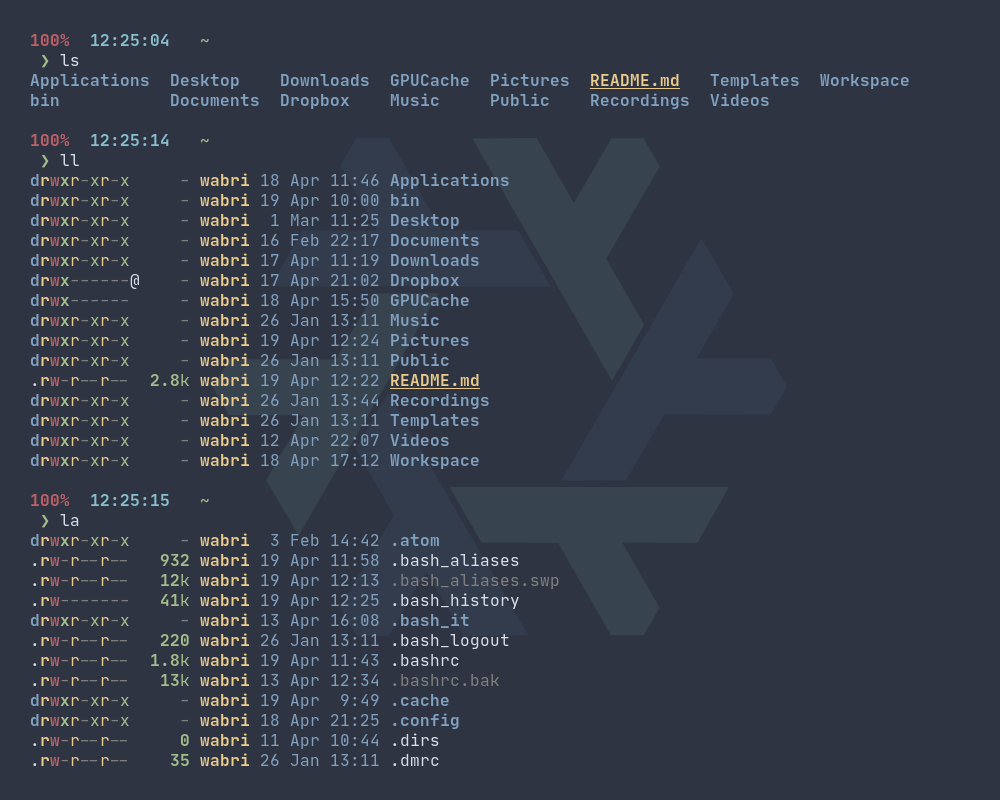 100%  12:25:04   ~
 ❯ ls
Applications  Desktop    Downloads  GPUCache  Pictures  README.md   Templates  Workspace
bin           Documents  Dropbox    Music     Public    Recordings  Videos
100%  12:25:14   ~
 ❯ ll
drwxr-xr-x     - wabri 18 Apr 11:46 Applications
drwxr-xr-x     - wabri 19 Apr 10:00 bin
drwxr-xr-x     - wabri  1 Mar 11:25 Desktop
drwxr-xr-x     - wabri 16 Feb 22:17 Documents
drwxr-xr-x     - wabri 17 Apr 11:19 Downloads
drwx------@    - wabri 17 Apr 21:02 Dropbox
drwx------     - wabri 18 Apr 15:50 GPUCache
drwxr-xr-x     - wabri 26 Jan 13:11 Music
drwxr-xr-x     - wabri 19 Apr 12:24 Pictures
drwxr-xr-x     - wabri 26 Jan 13:11 Public
.rw-r--r--  2.8k wabri 19 Apr 12:22 README.md
drwxr-xr-x     - wabri 26 Jan 13:44 Recordings
drwxr-xr-x     - wabri 26 Jan 13:11 Templates
drwxr-xr-x     - wabri 12 Apr 22:07 Videos
drwxr-xr-x     - wabri 18 Apr 17:12 Workspace
100%  12:25:15   ~
 ❯ la
drwxr-xr-x     - wabri  3 Feb 14:42 .atom
.rw-r--r--   932 wabri 19 Apr 11:58 .bash_aliases
.rw-r--r--   12k wabri 19 Apr 12:13 .bash_aliases.swp
.rw-------   41k wabri 19 Apr 12:25 .bash_history
drwxr-xr-x     - wabri 13 Apr 16:08 .bash_it
.rw-r--r--   220 wabri 26 Jan 13:11 .bash_logout
.rw-r--r--  1.8k wabri 19 Apr 11:43 .bashrc
.rw-r--r--   13k wabri 13 Apr 12:34 .bashrc.bak
drwxr-xr-x     - wabri 19 Apr  9:49 .cache
drwxr-xr-x     - wabri 18 Apr 21:25 .config
.rw-r--r--     0 wabri 11 Apr 10:44 .dirs
.rw-r--r--    35 wabri 26 Jan 13:11 .dmrc